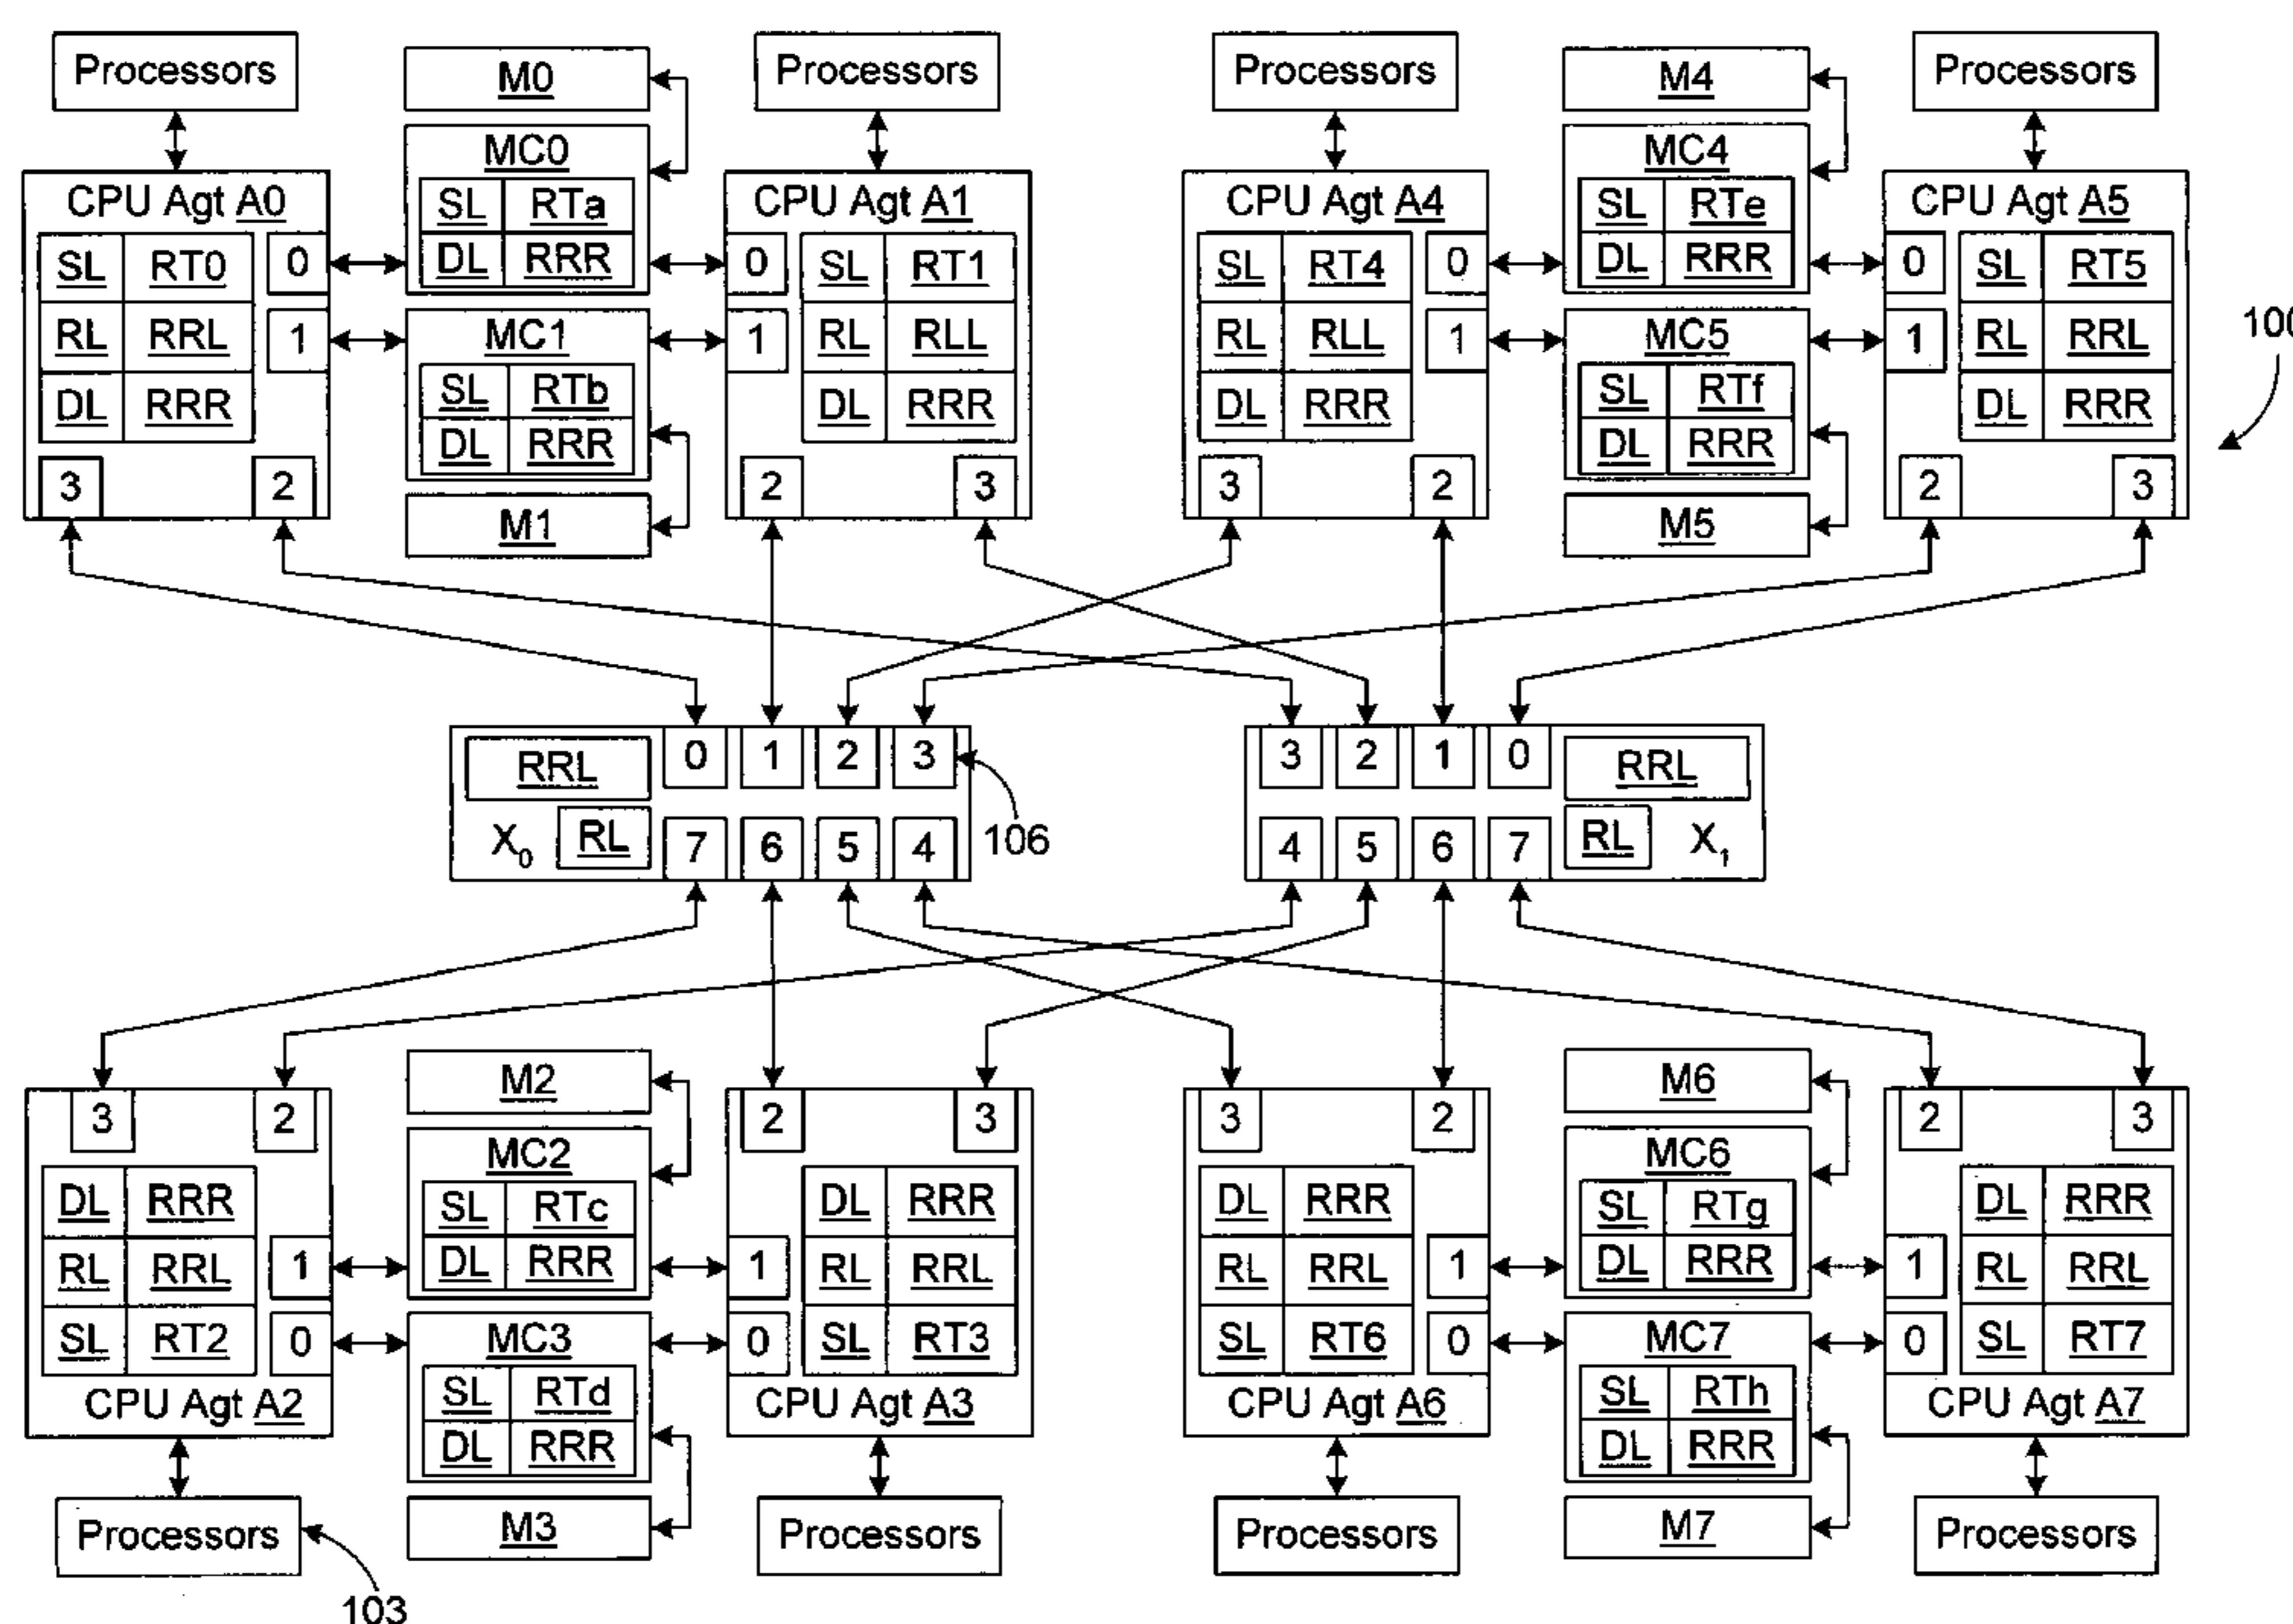 Processors
M0
Processors
Processors
M4
Processors
MC0
SL RTa
DL RRR
MC4
SL RTe
DL RRR
CPU Agt A0
SL RT0 0
RL RRL 1
DL RRR
3 2
CPU Agt A1
0 SL RT1
1 RL RLL
DL RRR
2 3
CPU Agt A4
SL RT4 0
RL RLL 1
DL RRR
3 2
CPU Agt A5
0 SL RT5
1 RL RRL
DL RRR
2 3
MC1
SL RTb
DL RRR
M1
MC5
SL RTf
DL RRR
M5
RRL 0 1 2 3
X0 RL 7 6 5 4
106
3 2 1 0 RRL
4 5 6 7 RL X1
3 2
DL RRR
RL RRL 1
SL RT2 0
CPU Agt A2
M2
MC2
SL RTc
DL RRR
MC3
SL RTd
DL RRR
M3
2 3
DL RRR
1 RL RRL
0 SL RT3
CPU Agt A3
3 2
DL RRR
RL RRL 1
SL RT6 0
CPU Agt A6
M6
MC6
SL RTg
DL RRR
MC7
SL RTh
DL RRR
M7
2 3
DL RRR
1 RL RRL
0 SL RT7
CPU Agt A7
Processors
Processors
Processors
Processors
103